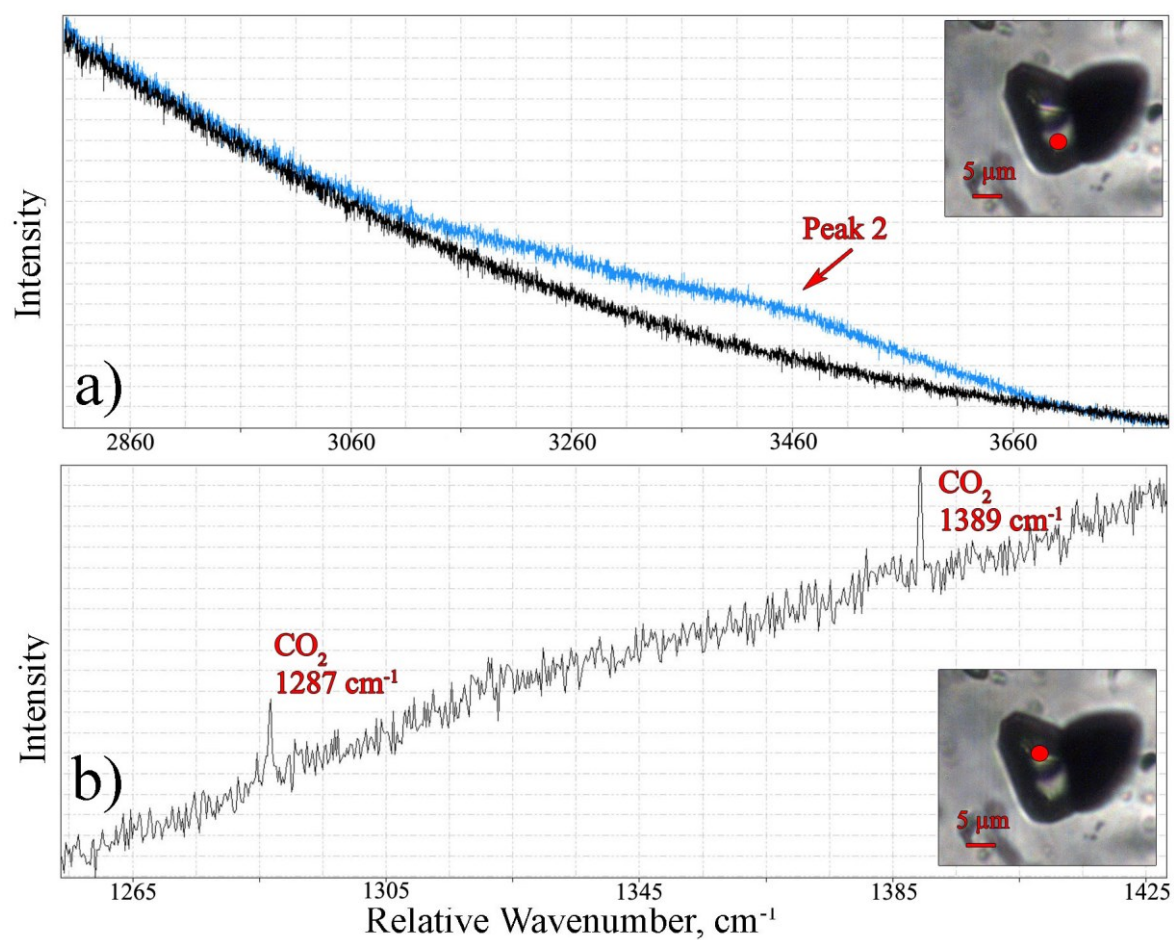 Intensity
Peak 2
5 µm
a)
2860 3060 3260 3460 3660
Intensity
CO₂
1389 cm⁻¹
CO₂
1287 cm⁻¹
5 µm
b)
1265 1305 1345 1385 1425
Relative Wavenumber, cm⁻¹